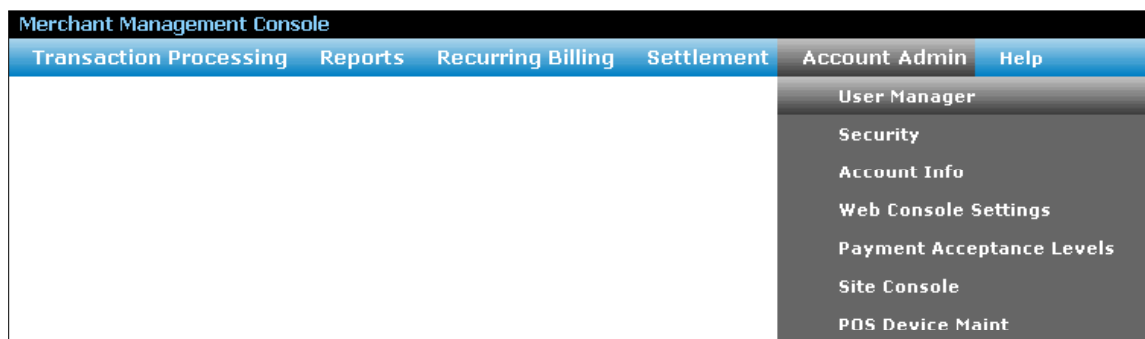 Merchant Management Console
Transaction Processing Reports Recurring Billing Settlement Account Admin Help
User Manager
Security
Account Info
Web Console Settings
Payment Acceptance Levels
Site Console
POS Device Maint